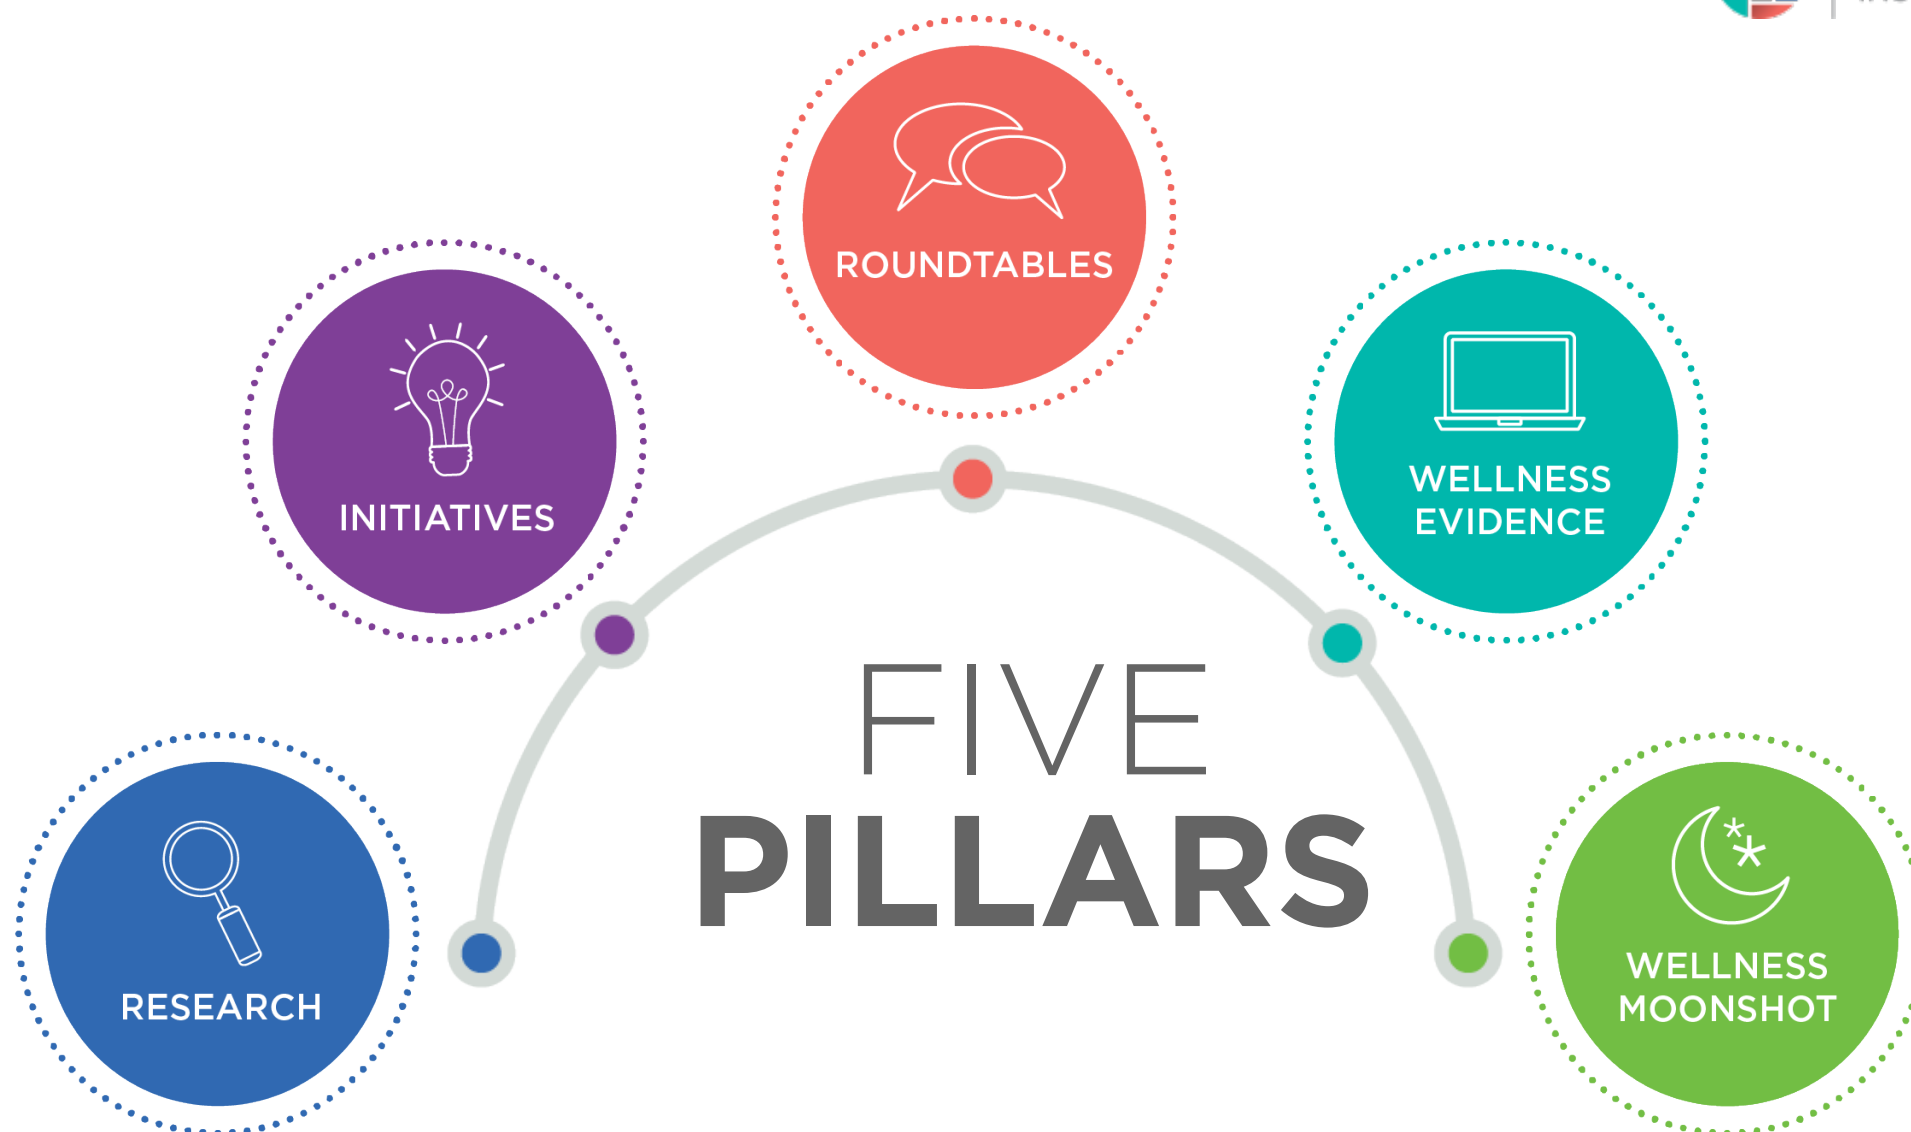 ROUNDTABLES
INITIATIVES
WELLNESS
EVIDENCE
FIVE
PILLARS
RESEARCH
WELLNESS
MOONSHOT